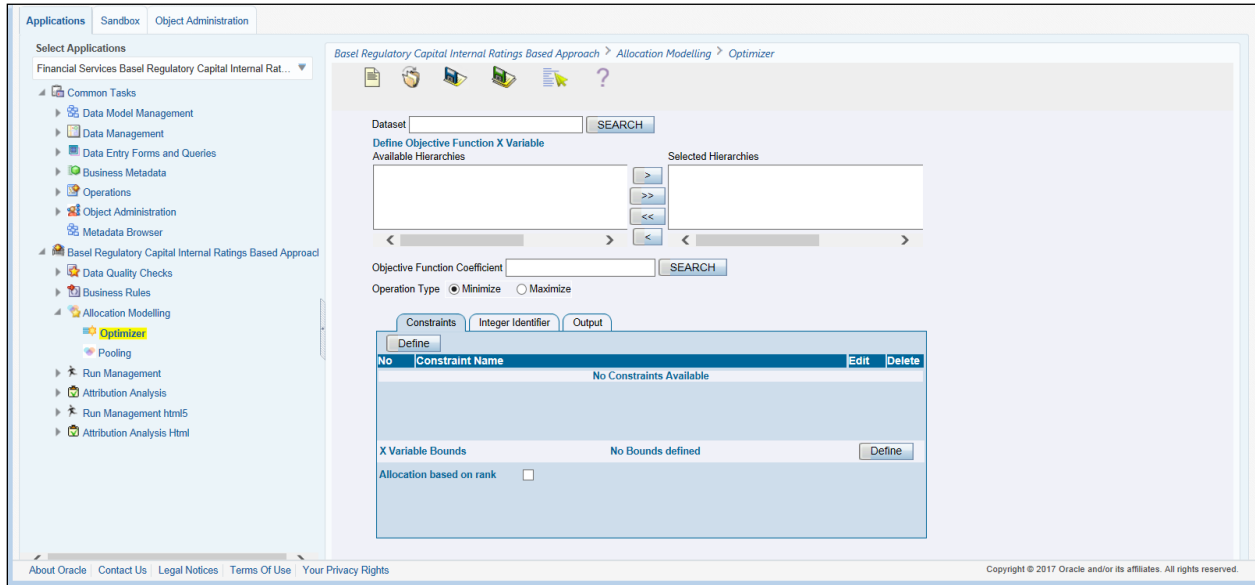 Applications Sandbox Object Administration
Select Applications
Financial Services Basel Regulatory Capital Internal Rat...
Common Tasks
Data Model Management
Data Management
Data Entry Forms and Queries
Business Metadata
Operations
Object Administration
Metadata Browser
Basel Regulatory Capital Internal Ratings Based Approacl
Data Quality Checks
Business Rules
Allocation Modelling
Optimizer
Pooling
Run Management
Attribution Analysis
Run Management html5
Attribution Analysis Html
Basel Regulatory Capital Internal Ratings Based Approach > Allocation Modelling > Optimizer
?
Dataset SEARCH
Define Objective Function X Variable
Available Hierarchies Selected Hierarchies
>
>>
<<
<
Objective Function Coefficient SEARCH
Operation Type Minimize Maximize
Constraints Integer Identifier Output
Define
No Constraint Name Edit Delete
No Constraints Available
X Variable Bounds No Bounds defined Define
Allocation based on rank
About Oracle Contact Us Legal Notices Terms Of Use Your Privacy Rights
Copyright © 2017 Oracle and/or its affiliates. All rights reserved.